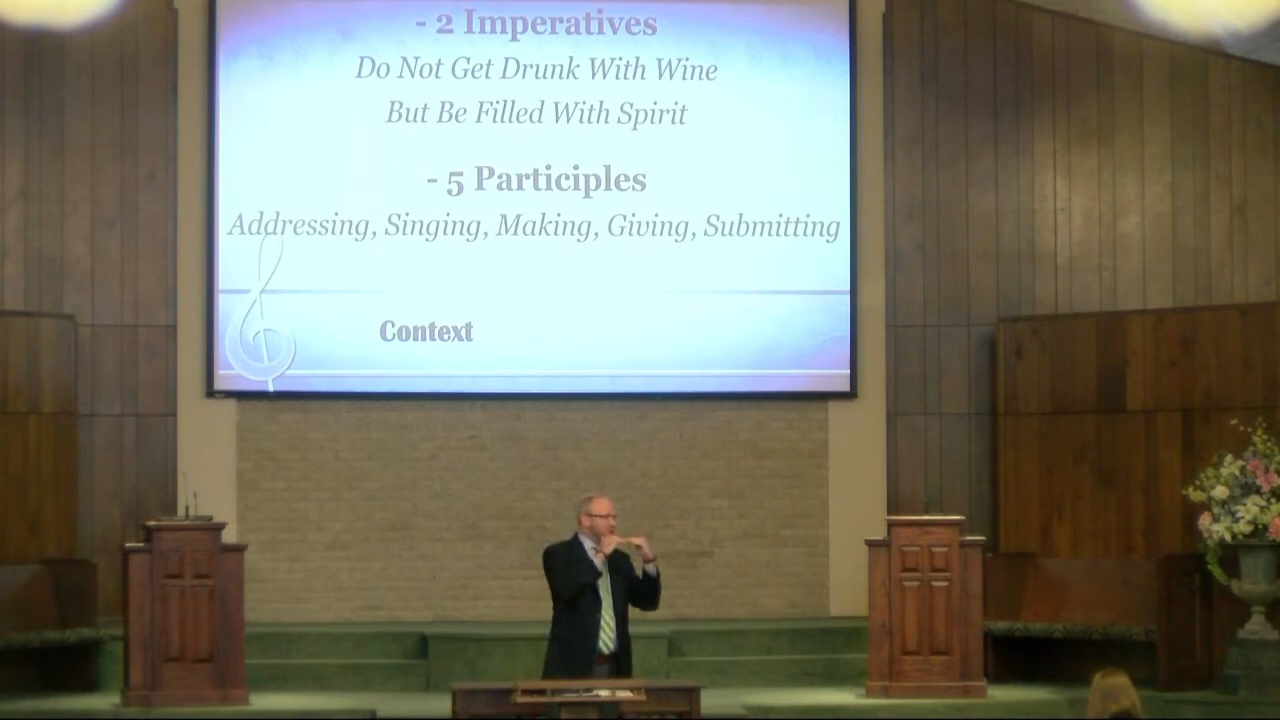 - 2 Imperatives
Do Not Get Drunk With Wine
But Be Filled With Spirit
- 5 Participles
Addressing, Singing, Making, Giving, Submitting
Context